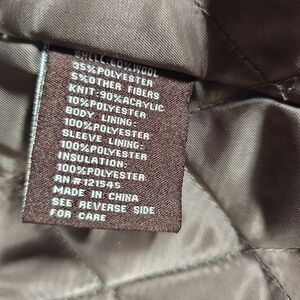 SHELL:60%WOOL
35%POLYESTER
5%OTHER FIBERS
KNIT:90%ACRYLIC
10%POLYESTER
BODY LINING:
100%POLYESTER
SLEEVE LINING:
100%POLYESTER
INSULATION:
100%POLYESTER
RN #121545
MADE IN CHINA
SEE REVERSE SIDE
FOR CARE